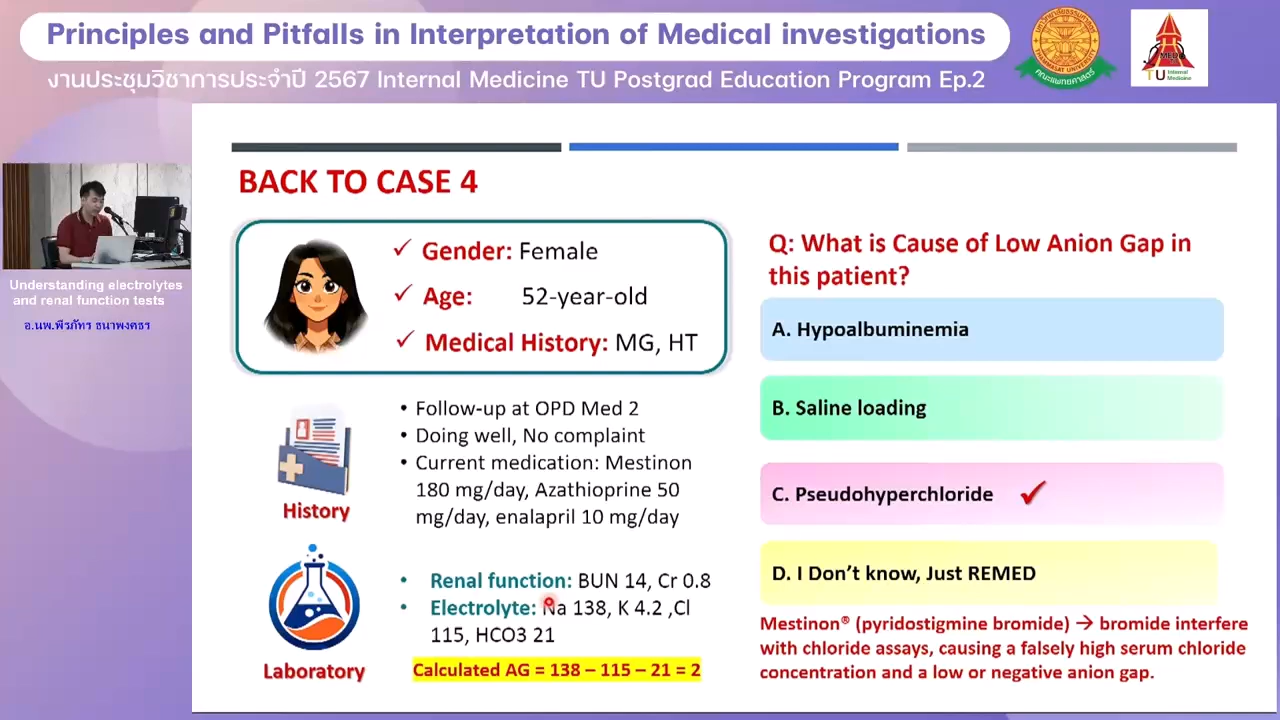 Principles and Pitfalls in Interpretation of Medical investigations
งานประชุมวิชาการประจำปี 2567 Internal Medicine TU Postgrad Education Program Ep.2
MEDC
TU Internal
Medicine
Understanding electrolytes
and renal function tests
อ.นพ.พีรภัทร ธนาพงศธร
BACK TO CASE 4
✓ Gender: Female
✓ Age: 52-year-old
✓ Medical History: MG, HT
History
• Follow-up at OPD Med 2
• Doing well, No complaint
• Current medication: Mestinon
180 mg/day, Azathioprine 50
mg/day, enalapril 10 mg/day
Laboratory
• Renal function: BUN 14, Cr 0.8
• Electrolyte: Na 138, K 4.2 ,Cl
115, HCO3 21
Calculated AG = 138 – 115 – 21 = 2
Q: What is Cause of Low Anion Gap in
this patient?
A. Hypoalbuminemia
B. Saline loading
C. Pseudohyperchloride ✓
D. I Don’t know, Just REMED
Mestinon® (pyridostigmine bromide) → bromide interfere
with chloride assays, causing a falsely high serum chloride
concentration and a low or negative anion gap.